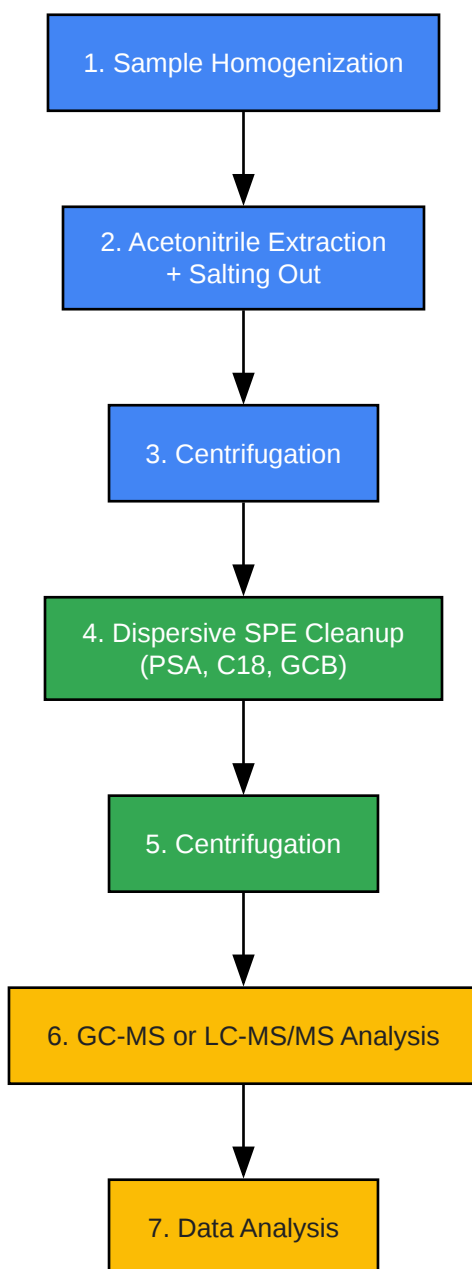 1. Sample Homogenization
2. Acetonitrile Extraction
+ Salting Out
3. Centrifugation
4. Dispersive SPE Cleanup
(PSA, C18, GCB)
5. Centrifugation
6. GC-MS or LC-MS/MS Analysis
7. Data Analysis